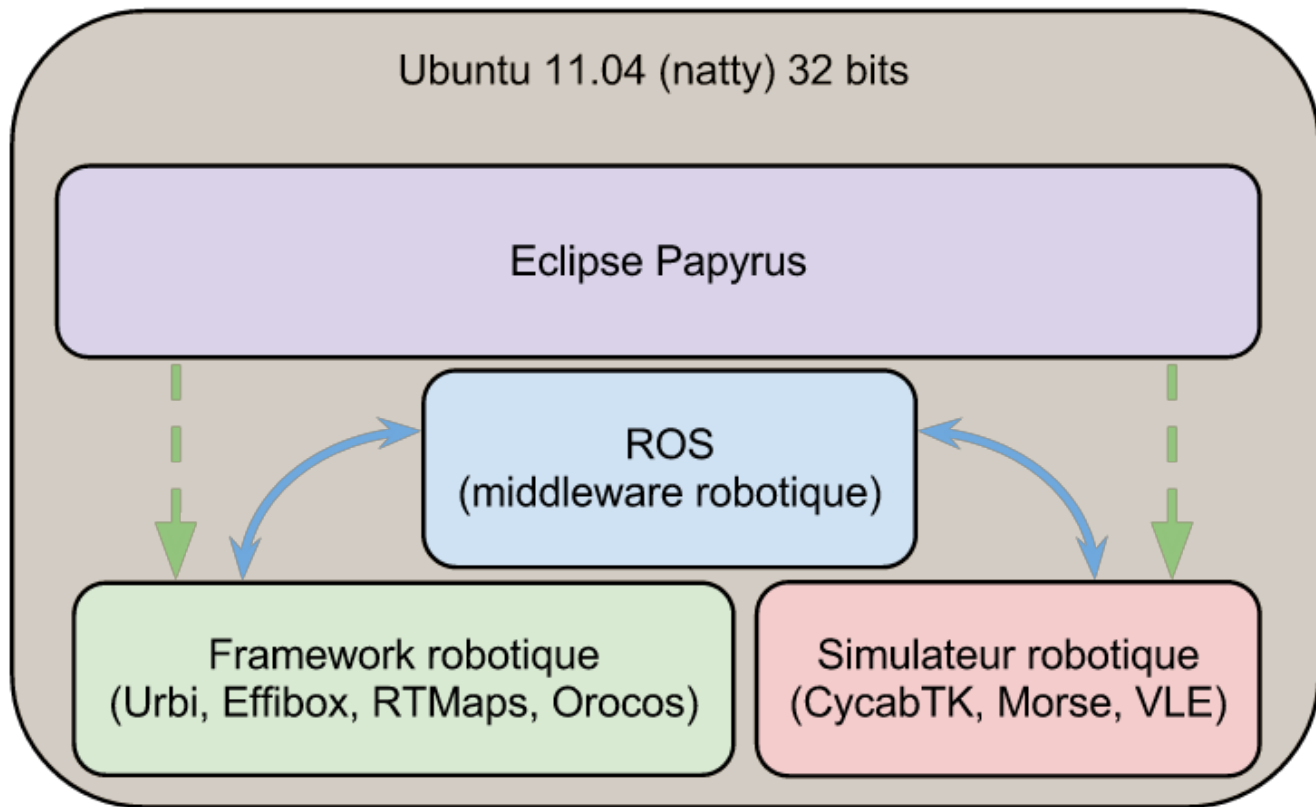 Ubuntu 11.04 (natty) 32 bits
Eclipse Papyrus
ROS
(middleware robotique)
Framework robotique
(Urbi, Effibox, RTMaps, Orocos)
Simulateur robotique
(CycabTK, Morse, VLE)